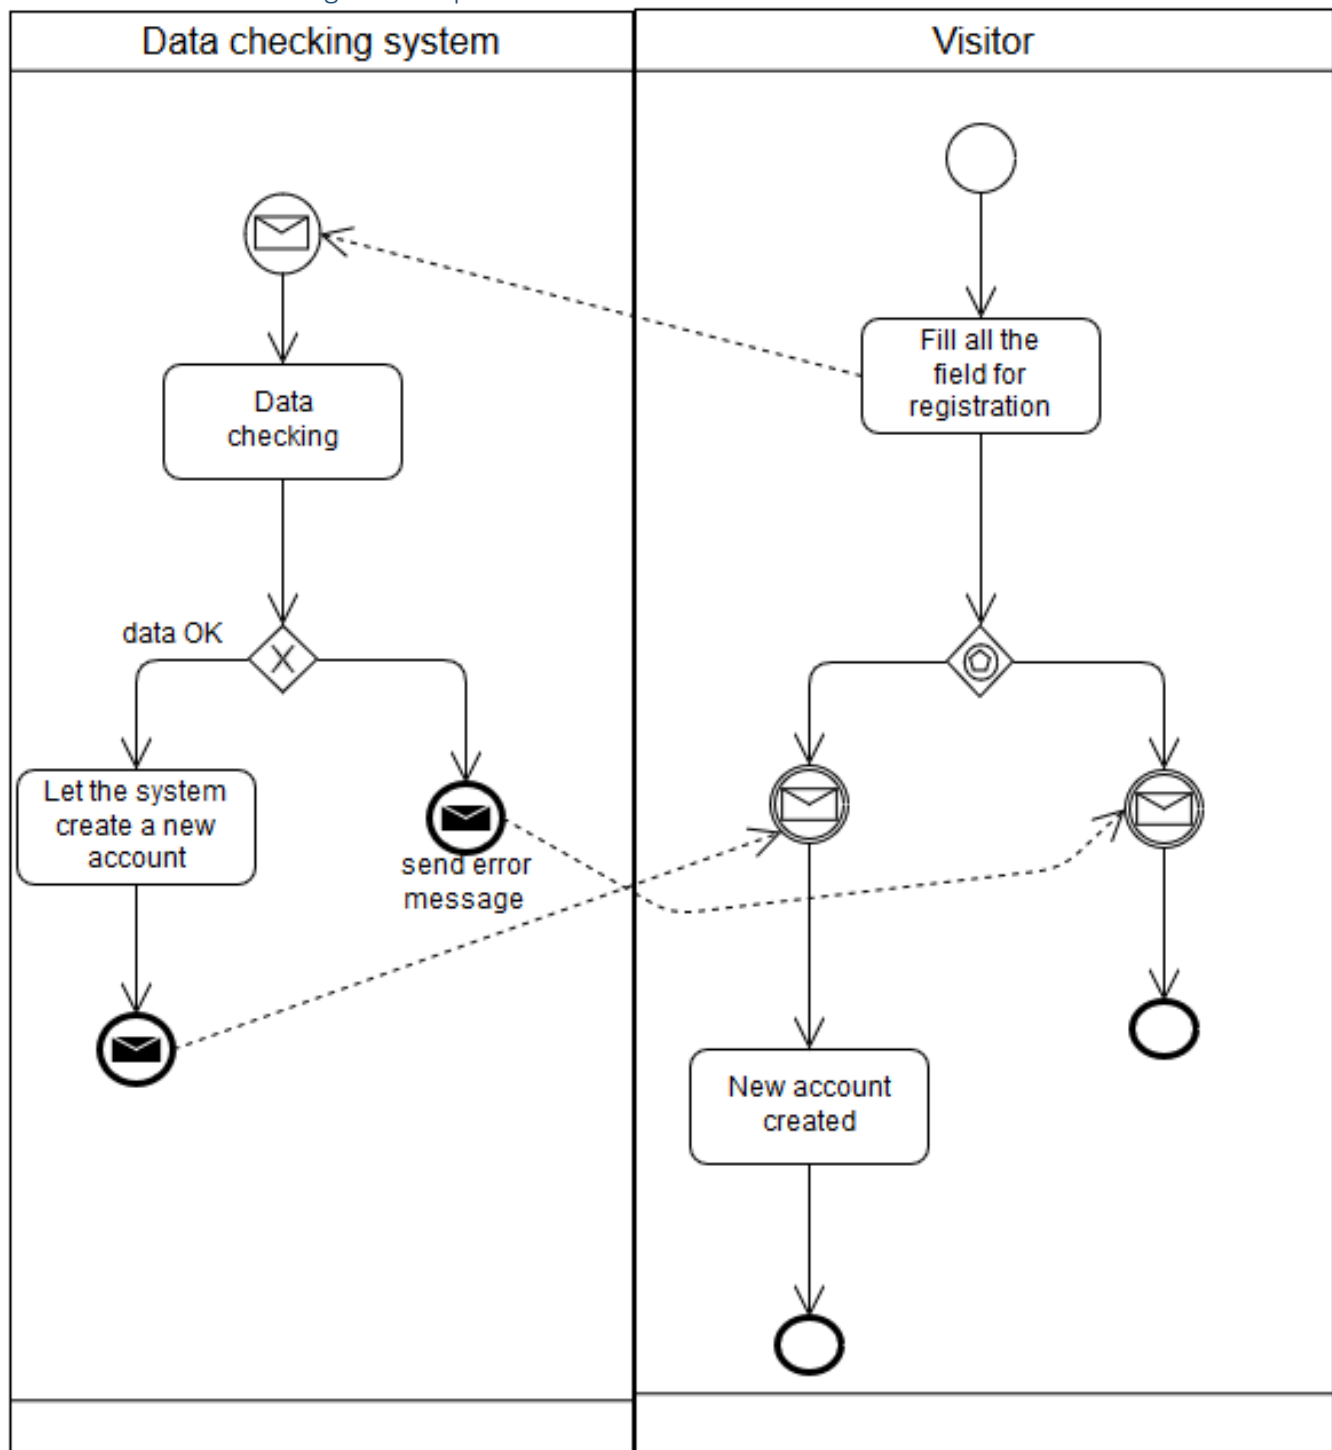 Data checking system
Visitor
Fill all the
field for
registration
Data
checking
data OK
Let the system
create a new
account
send error
message
New account
created